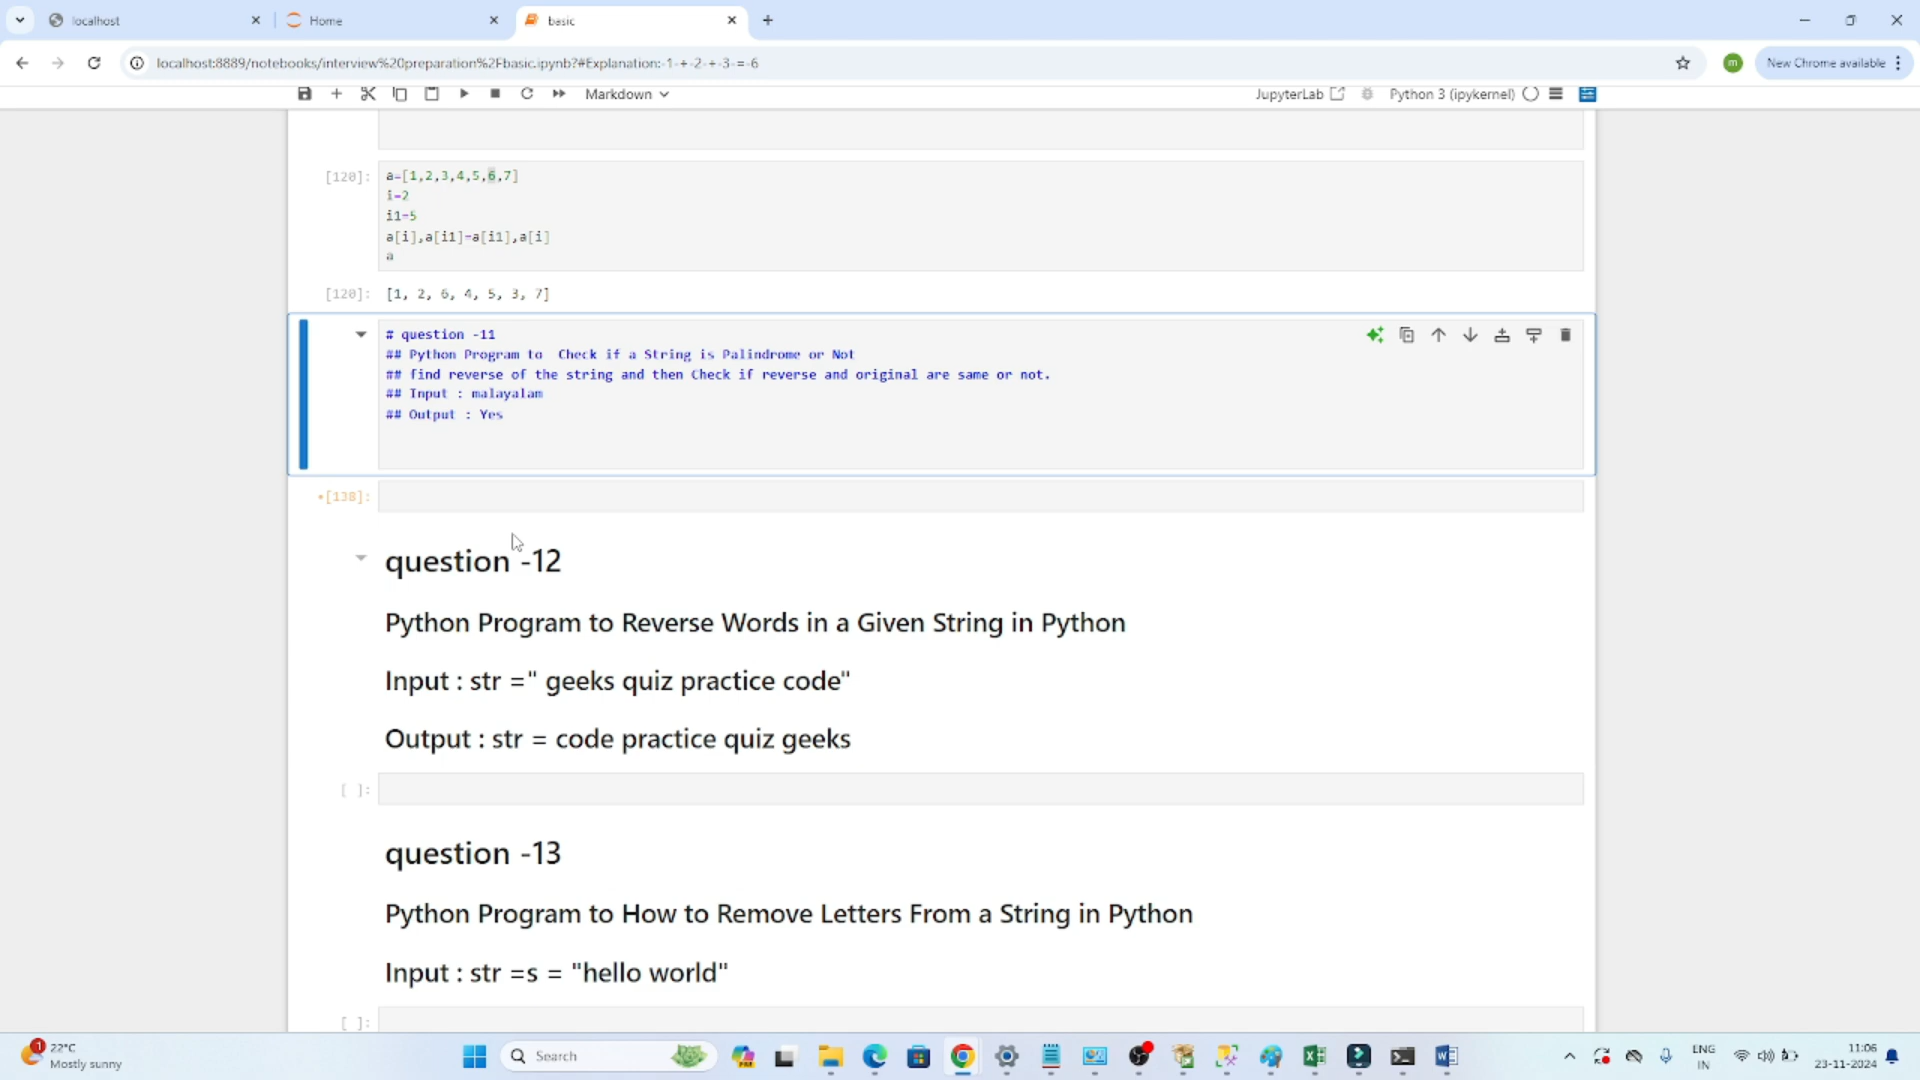 localhost
Home
basic
localhost:8889/notebooks/interview%20preparation%2Fbasic.ipynb?#Explanation:-1-+-2-+-3-=-6
m
New Chrome available
Markdown
JupyterLab
Python 3 (ipykernel)
[120]:
a=[1,2,3,4,5,6,7]
i=2
i1=5
a[i],a[i1]=a[i1],a[i]
a
[120]:
[1, 2, 6, 4, 5, 3, 7]
# question -11
## Python Program to  Check if a String is Palindrome or Not
## find reverse of the string and then Check if reverse and original are same or not.
## Input : malayalam
## Output : Yes
•[138]:
question -12
Python Program to Reverse Words in a Given String in Python
Input : str =" geeks quiz practice code"
Output : str = code practice quiz geeks
[ ]:
question -13
Python Program to How to Remove Letters From a String in Python
Input : str =s = "hello world"
[ ]:
1
22°C
Mostly sunny
Search
ENG
IN
11:06
23-11-2024